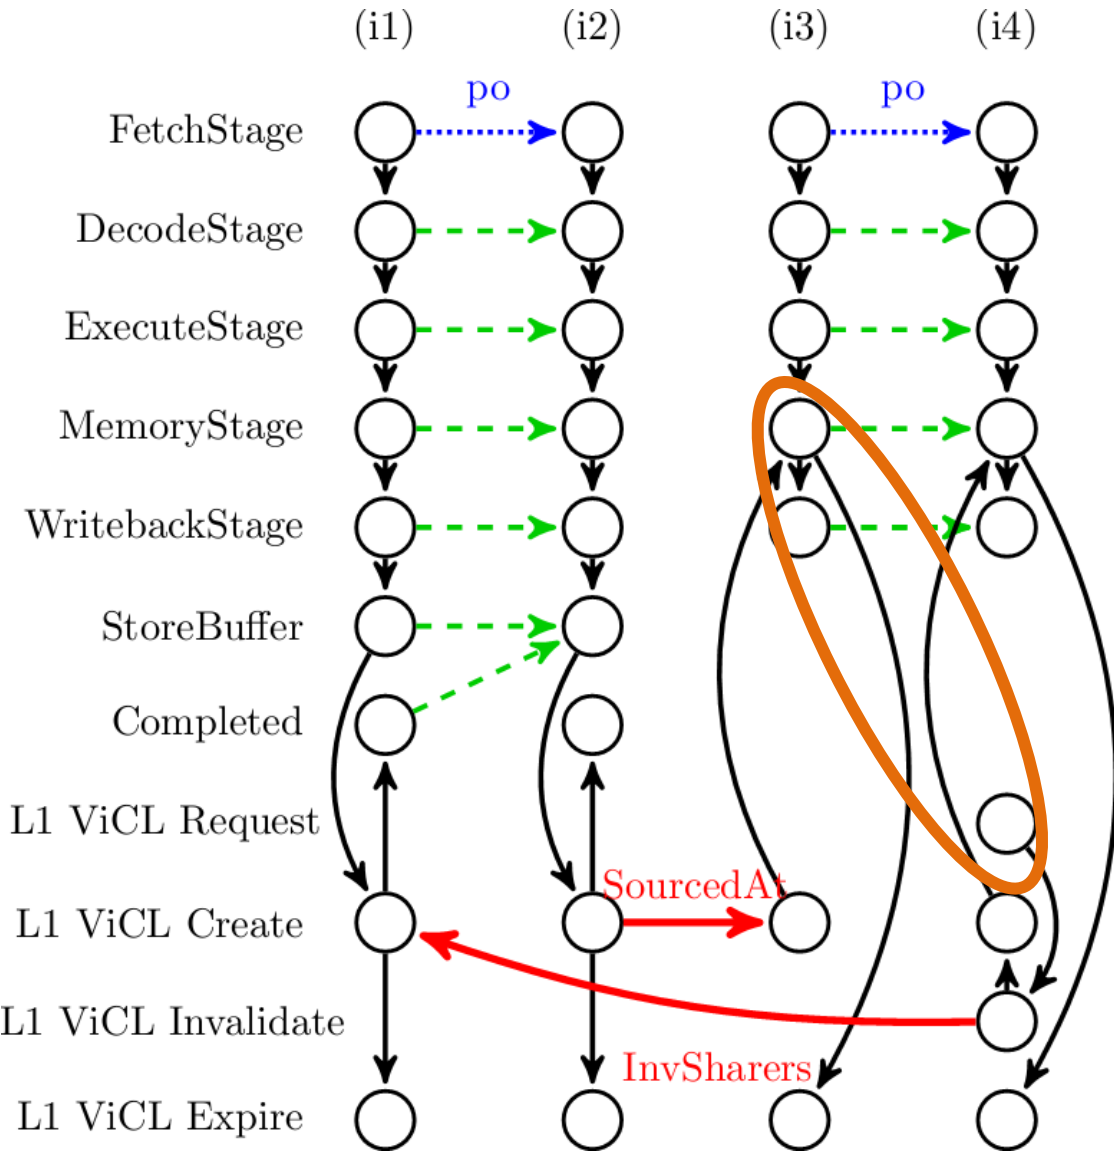 (i1) (i2) (i3) (i4)
po po
FetchStage
DecodeStage
ExecuteStage
MemoryStage
WritebackStage
StoreBuffer
Completed
L1 ViCL Request
SourcedAt
L1 ViCL Create
L1 ViCL Invalidate
InvSharers
L1 ViCL Expire